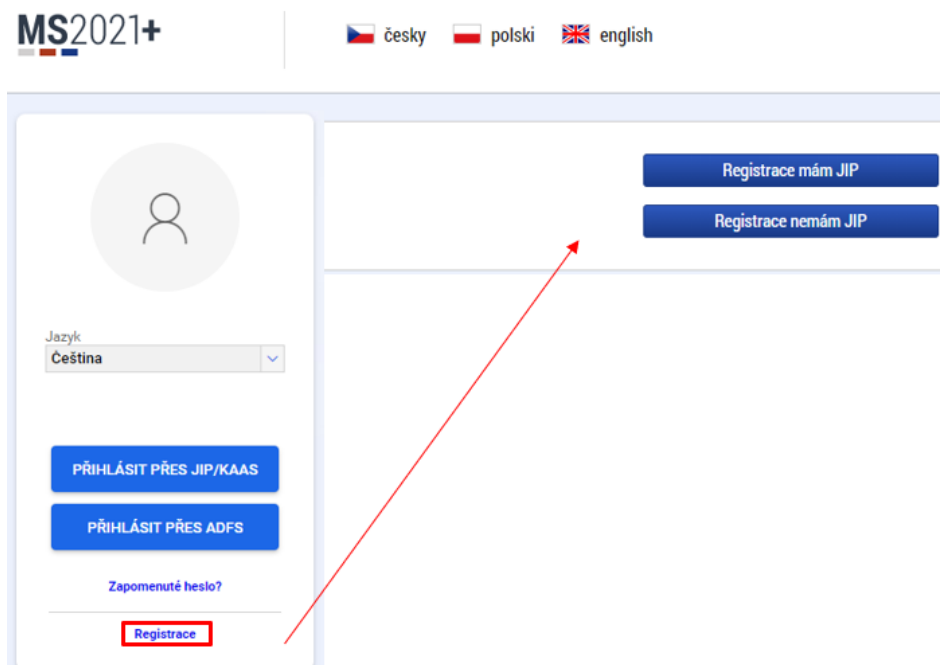 MS2021+
česky polski english
Registrace mám JIP
Registrace nemám JIP
Jazyk
Čeština
PŘIHLÁSIT PŘES JIP/KAAS
PŘIHLÁSIT PŘES ADFS
Zapomenuté heslo?
Registrace